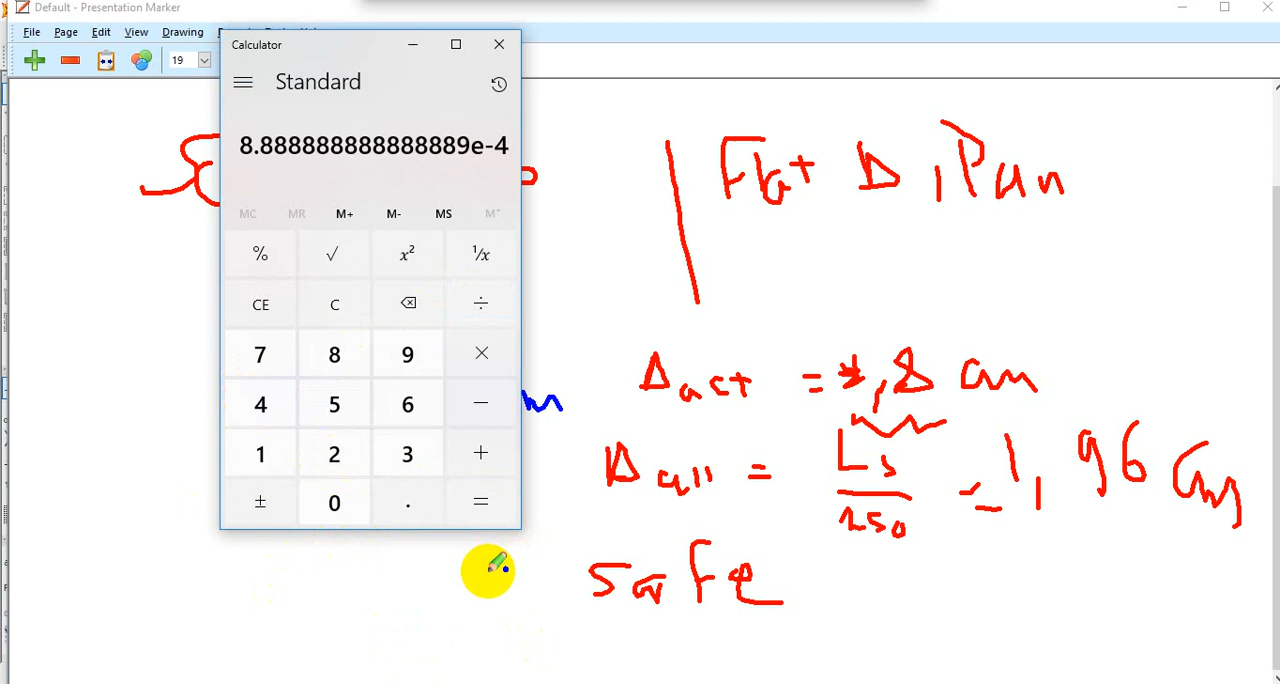 Default - Presentation Marker
File Page Edit View Drawing
19
Calculator
Standard
8.888888888888889e-4
MC MR M+ M- MS M˅
% √ x² ¹/x
CE C ⌫ ÷
7 8 9 ×
4 5 6 −
1 2 3 +
± 0 . =
Flat
Δact = 1,8 cm
Δall = Ls = 1,96 cm
250
safe